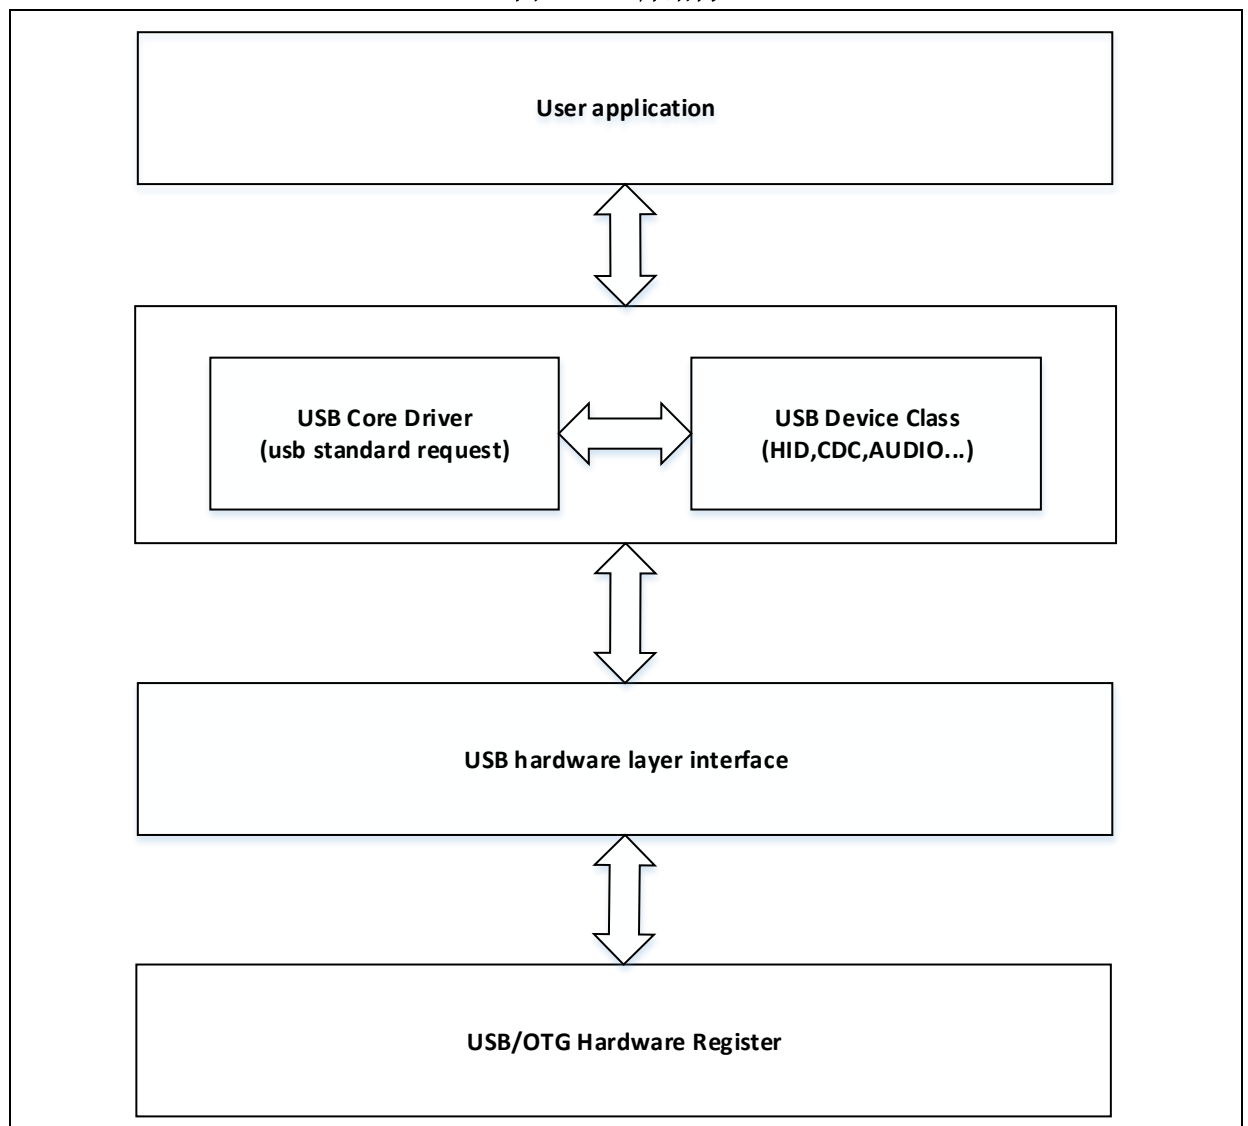 User application
USB Core Driver
(usb standard request)
USB Device Class
(HID,CDC,AUDIO...)
USB hardware layer interface
USB/OTG Hardware Register